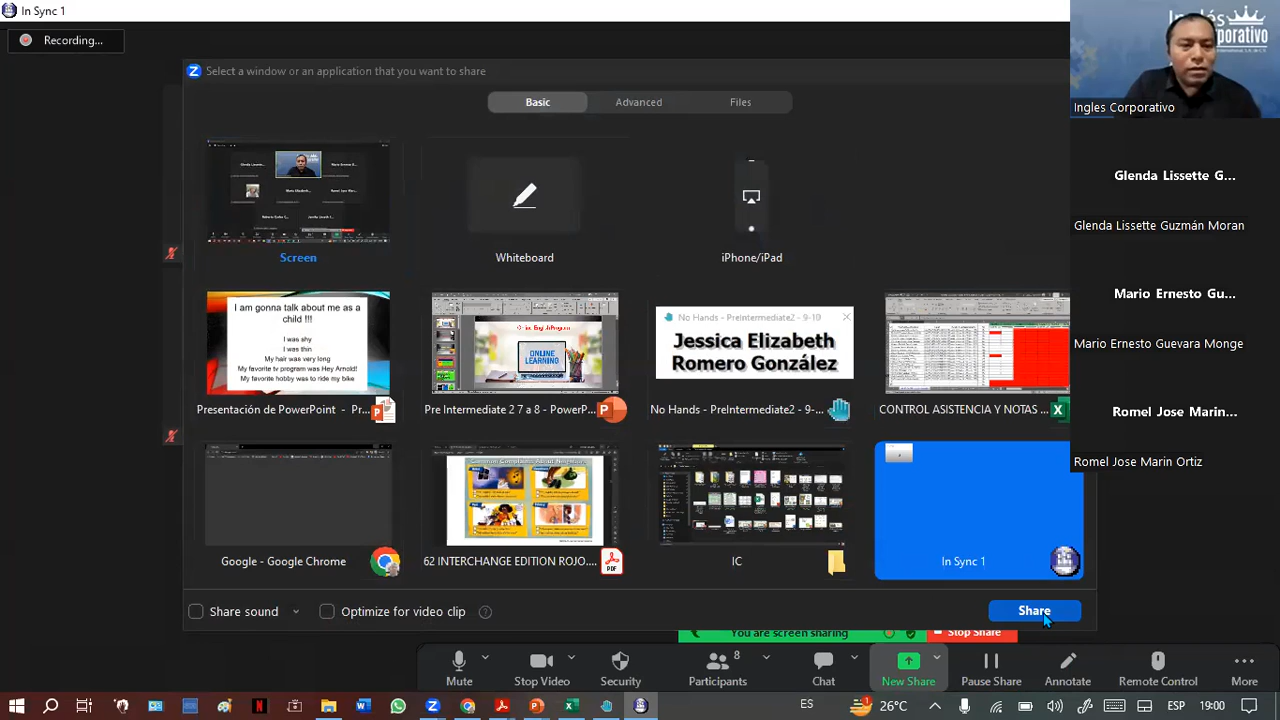 In Sync 1
Recording...
Select a window or an application that you want to share
Basic
Advanced
Files
Screen
Whiteboard
iPhone/iPad
I am gonna talk about me as a
child !!!
I was shy
I was thin
My hair was very long
My favorite tv program was Hey Arnold!
My favorite hobby was to ride my bike
Presentación de PowerPoint - Pr...
ONLINE
LEARNING
Pre Intermediate 2 7 a 8 - PowerP...
No Hands - PreIntermediate2 - 9-10
Jessica Elizabeth
Romero González
No Hands - PreIntermediate2 - 9-...
CONTROL ASISTENCIA Y NOTAS ...
Google - Google Chrome
62 INTERCHANGE EDITION ROJO....
PDF
IC
In Sync 1
Share sound
Optimize for video clip
Share
You are screen sharing
Stop Share
Mute
Stop Video
Security
8
Participants
Chat
New Share
Pause Share
Annotate
Remote Control
More
Ingles Corporativo
Glenda Lissette G...
Glenda Lissette Guzmán Moran
Mario Ernesto Gu...
Mario Ernesto Guevara Monge
Romel Jose Marin...
Romel Jose Marin Ortiz
ES
26°C
ESP
19:00